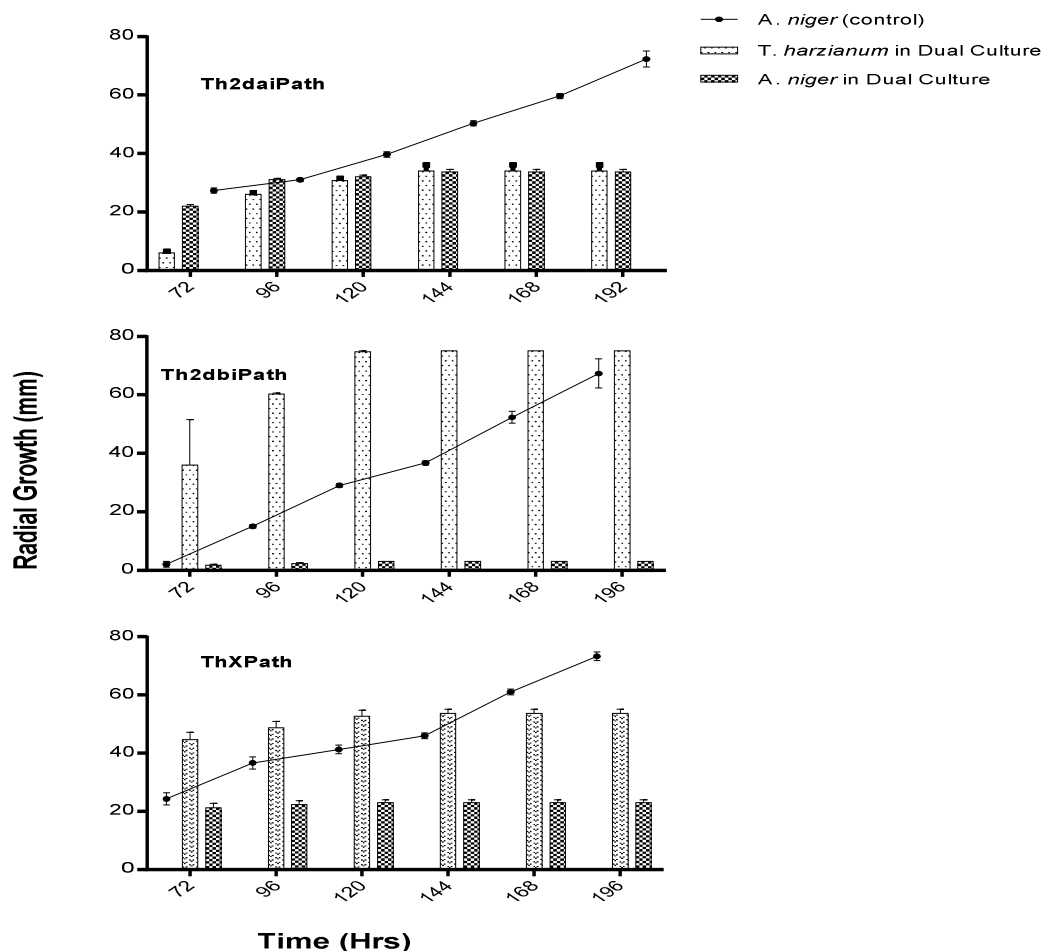 A. niger (control)
T. harzianum in Dual Culture
A. niger in Dual Culture
Radial Growth (mm)
Th2daiPath
80
60
40
20
0
72 96 120 144 168 192
Th2dbiPath
80
60
40
20
0
72 96 120 144 168 196
ThXPath
80
60
40
20
0
72 96 120 144 168 196
Time (Hrs)